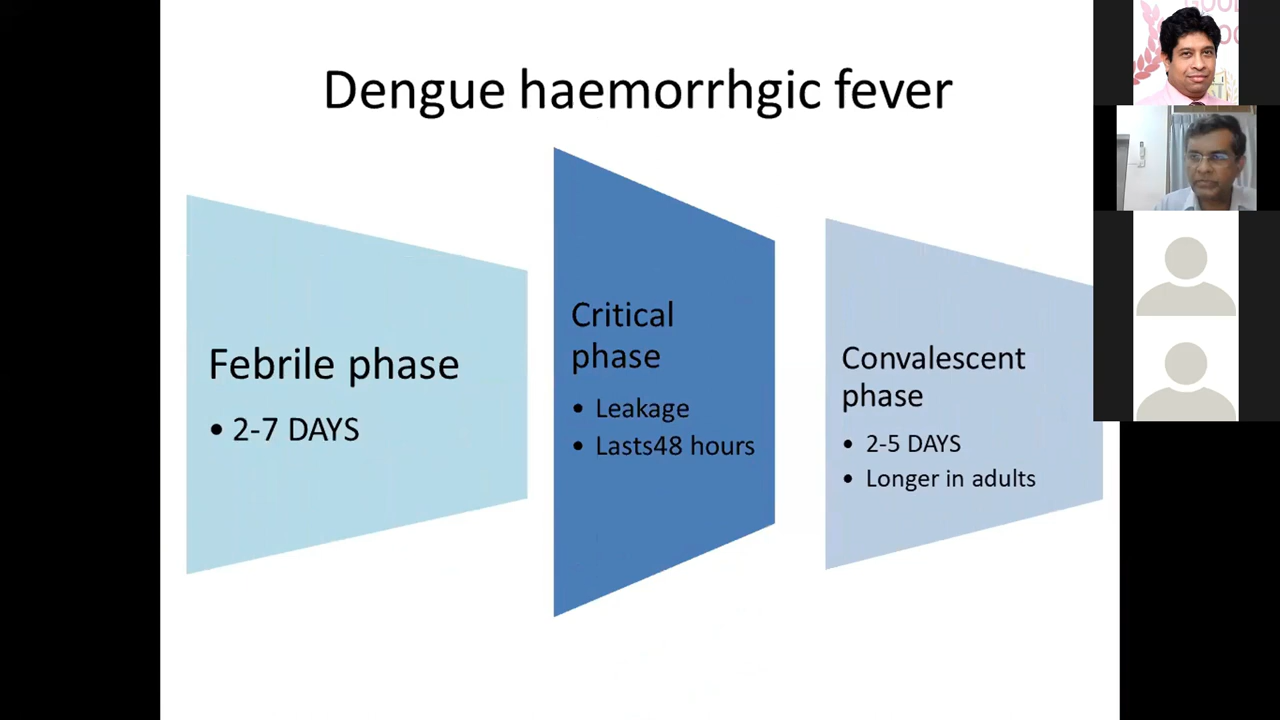 Dengue haemorrhgic fever
Febrile phase
• 2-7 DAYS
Critical
phase
• Leakage
• Lasts48 hours
Convalescent
phase
• 2-5 DAYS
• Longer in adults